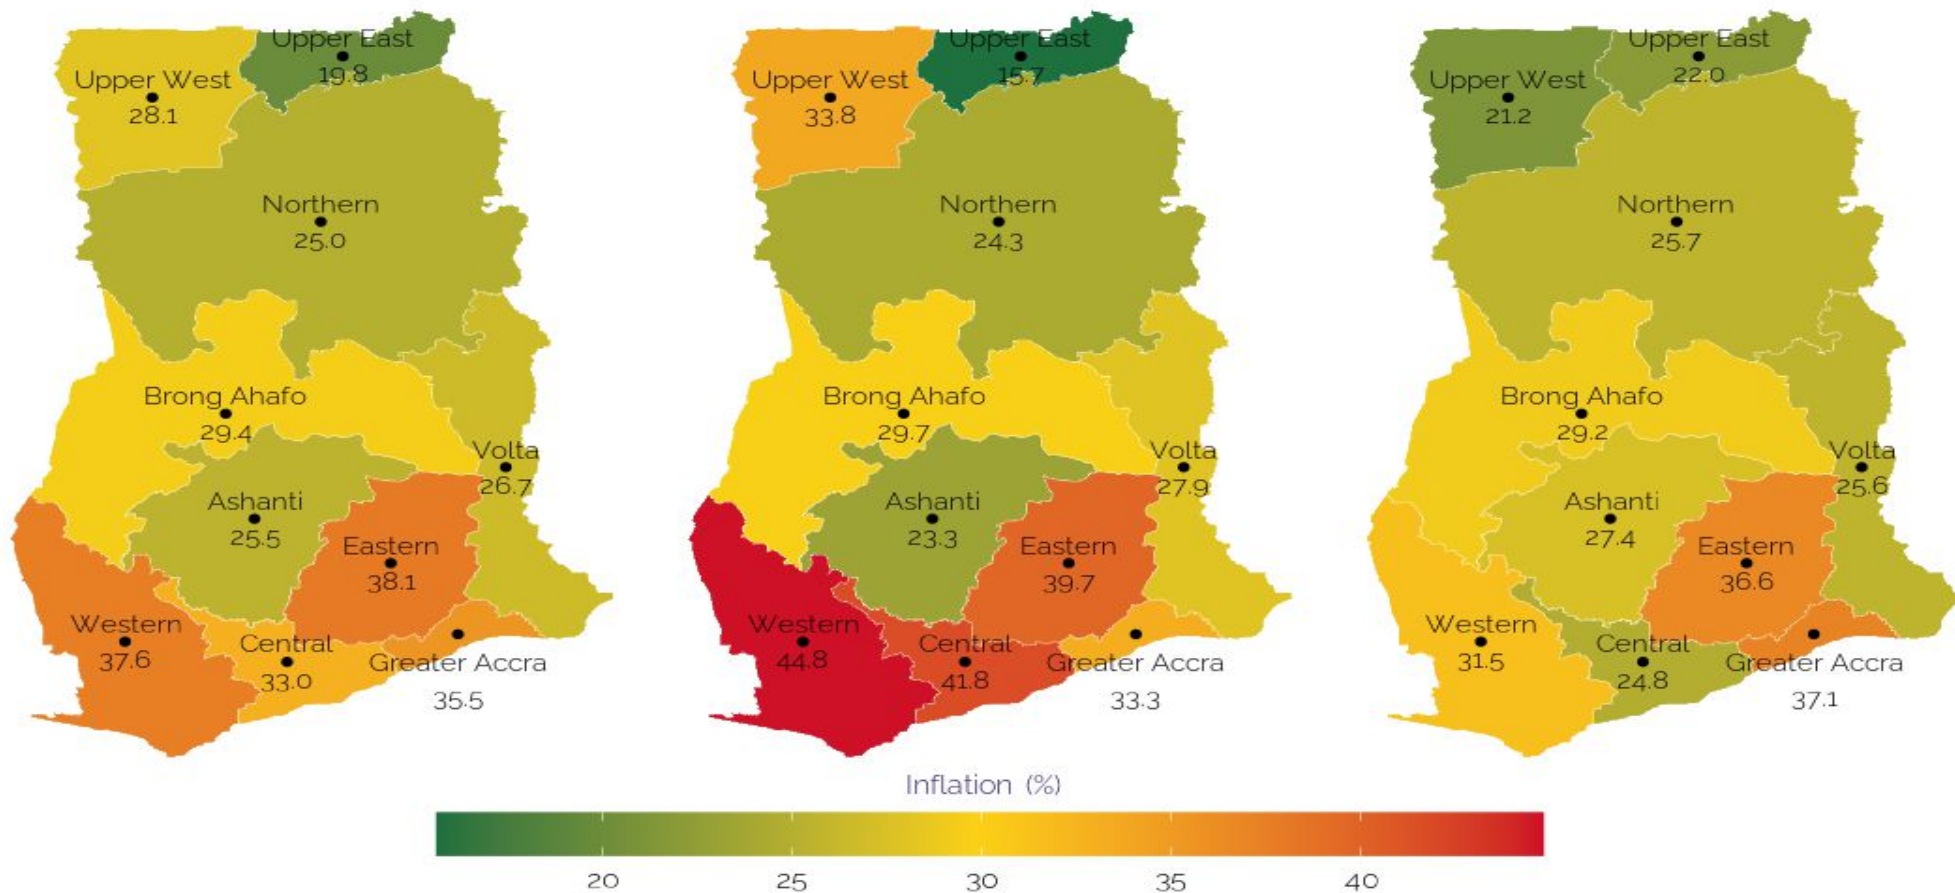 Upper East
19.8
Upper West
28.1
Northern
25.0
Brong Ahafo
29.4
Volta
26.7
Ashanti
25.5
Eastern
38.1
Western
37.6
Central
33.0
Greater Accra
35.5
Upper East
15.7
Upper West
33.8
Northern
24.3
Brong Ahafo
29.7
Volta
27.9
Ashanti
23.3
Eastern
39.7
Western
44.8
Central
41.8
Greater Accra
33.3
Upper East
22.0
Upper West
21.2
Northern
25.7
Brong Ahafo
29.2
Volta
25.6
Ashanti
27.4
Eastern
36.6
Western
31.5
Central
24.8
Greater Accra
37.1
Inflation (%)
20 25 30 35 40